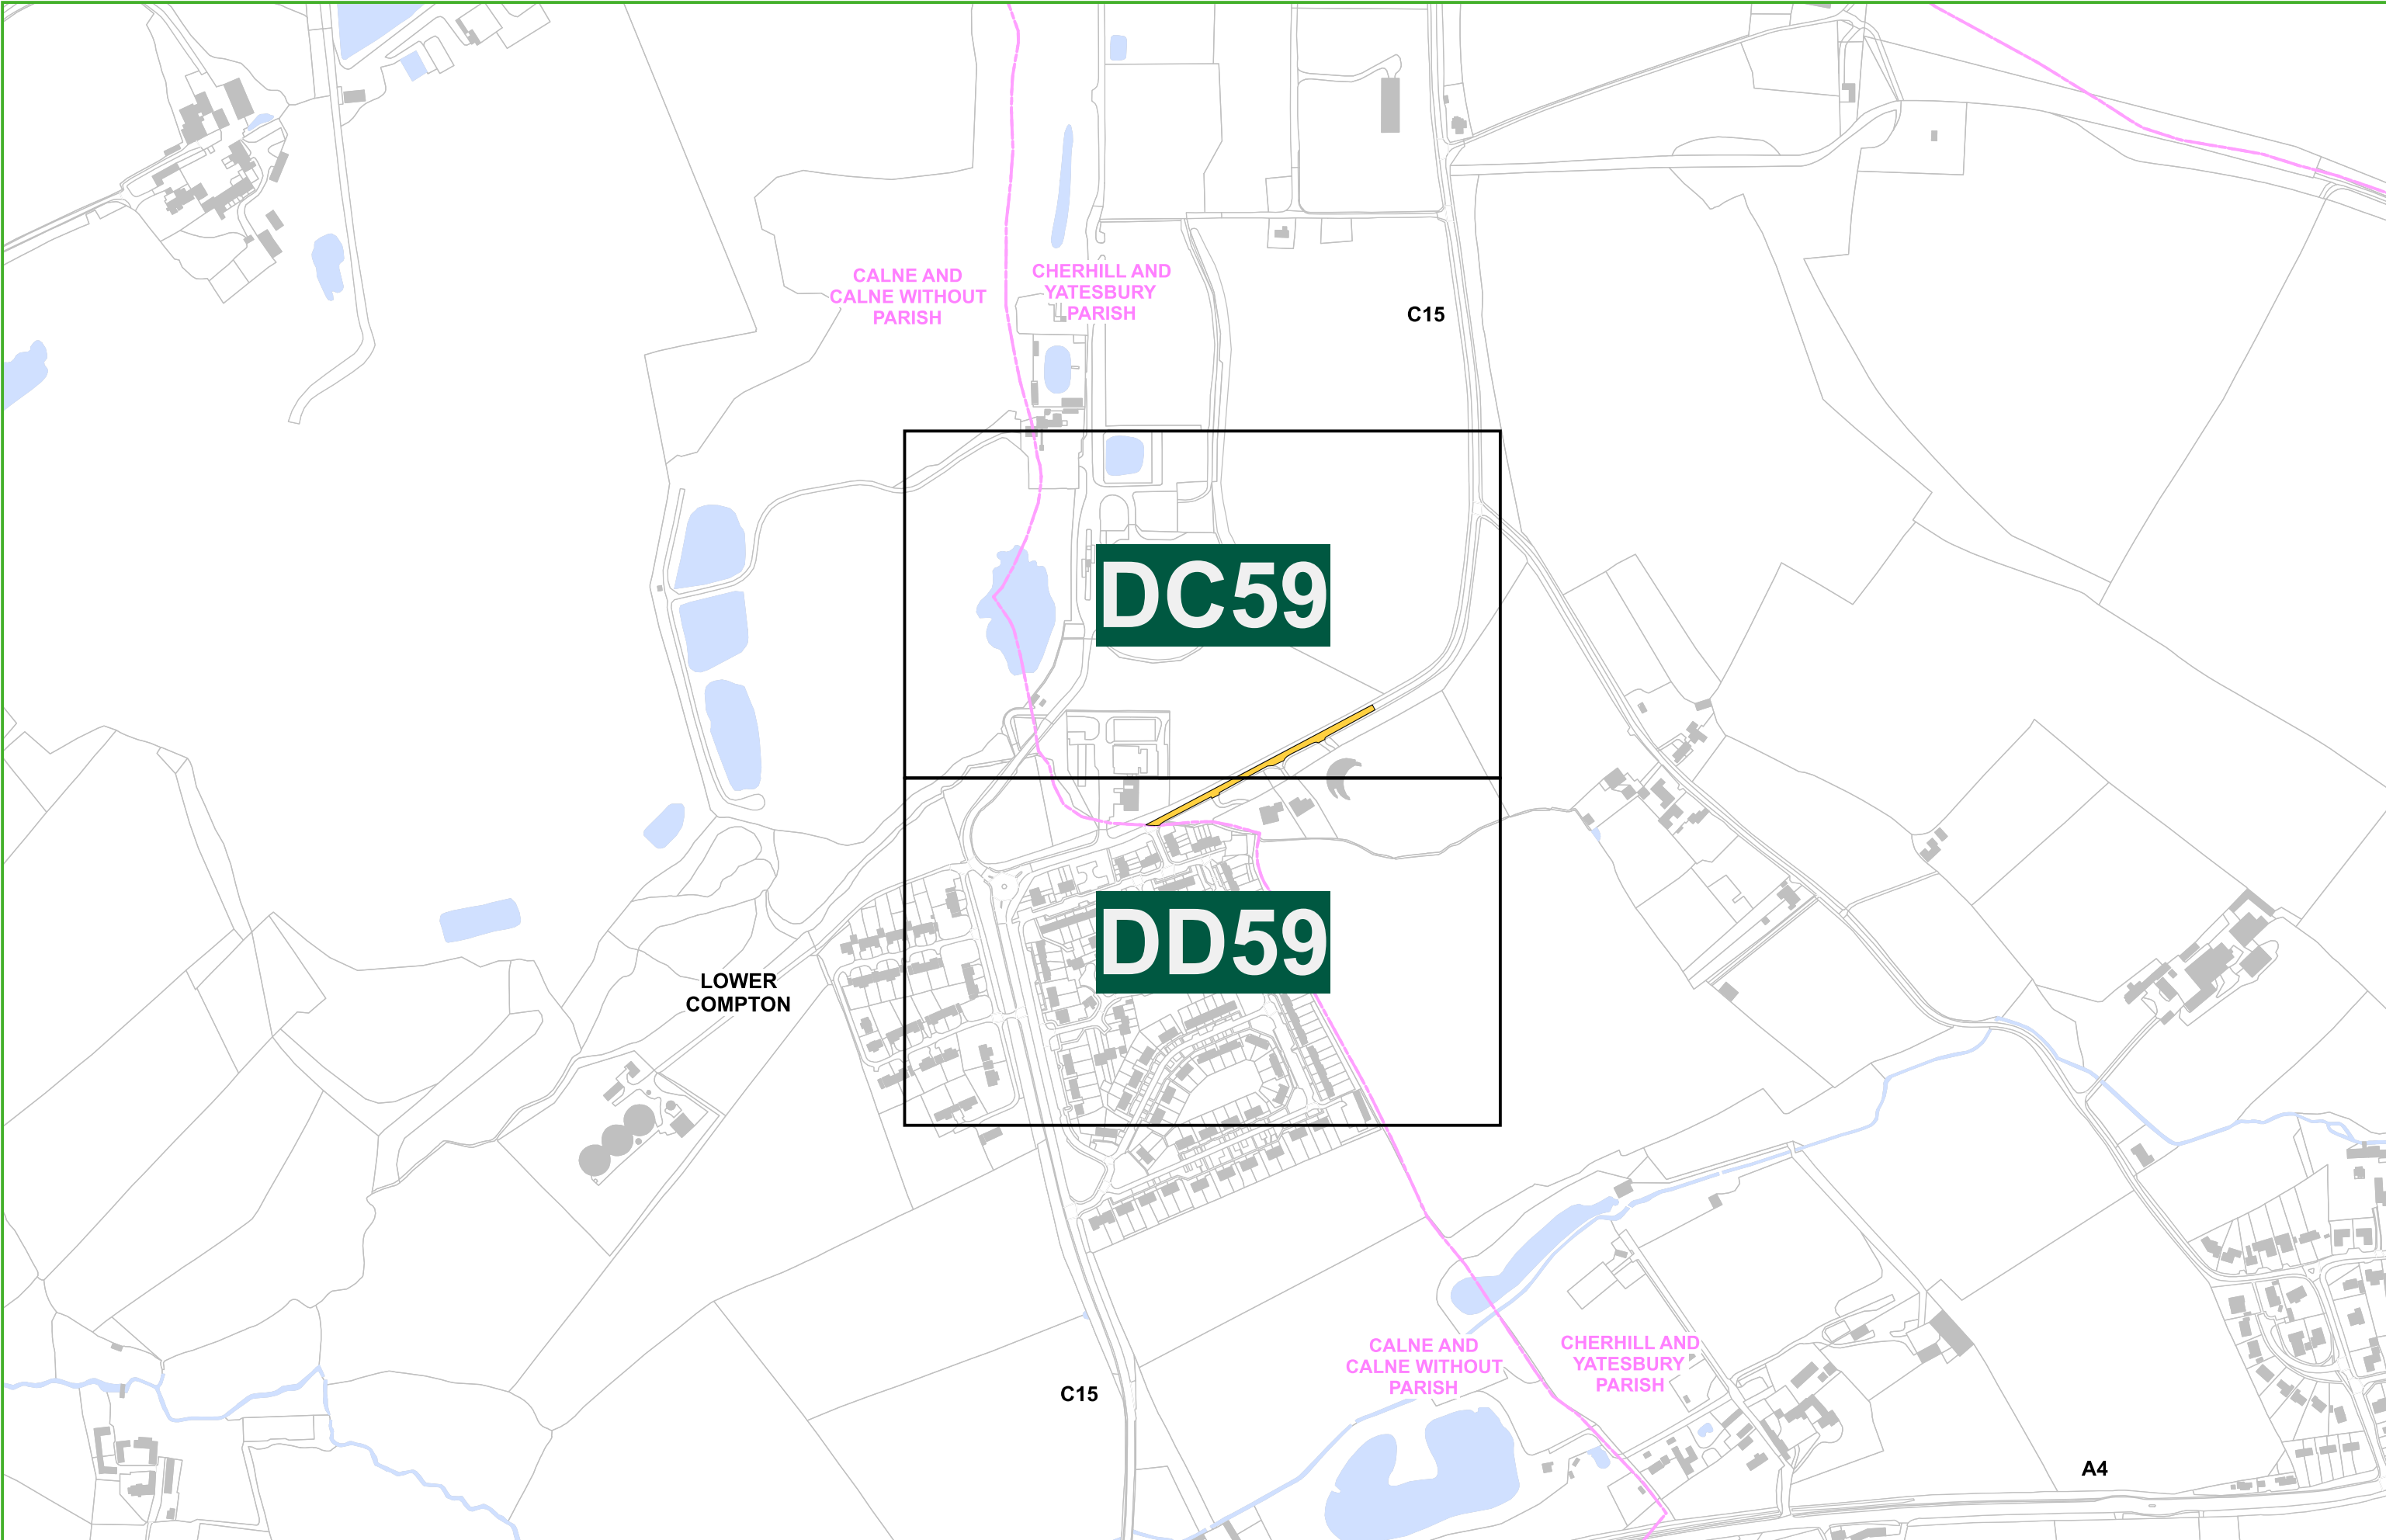 CALNE AND
CALNE WITHOUT
PARISH
CHERHILL AND
YATESBURY
PARISH
C15
DC59
DD59
LOWER
COMPTON
CALNE AND
CALNE WITHOUT
PARISH
CHERHILL AND
YATESBURY
PARISH
C15
A4